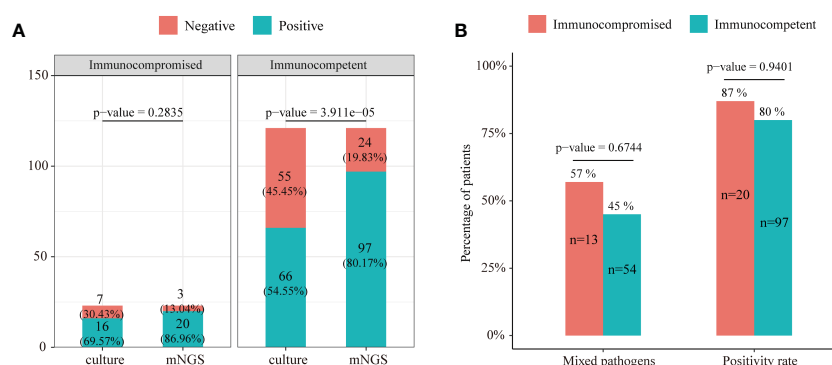 A
Negative
Positive
Immunocompromised
Immunocompetent
150
100
50
0
p−value = 0.2835
7
(30.43%)
16
(69.57%)
3
(13.04%)
20
(86.96%)
p−value = 3.911e−05
55
(45.45%)
66
(54.55%)
24
(19.83%)
97
(80.17%)
culture
mNGS
culture
mNGS
B
Immunocompromised
Immunocompetent
Percentage of patients
100%
75%
50%
25%
0%
p−value = 0.6744
57 %
45 %
n=13
n=54
p−value = 0.9401
87 %
80 %
n=20
n=97
Mixed pathogens
Positivity rate